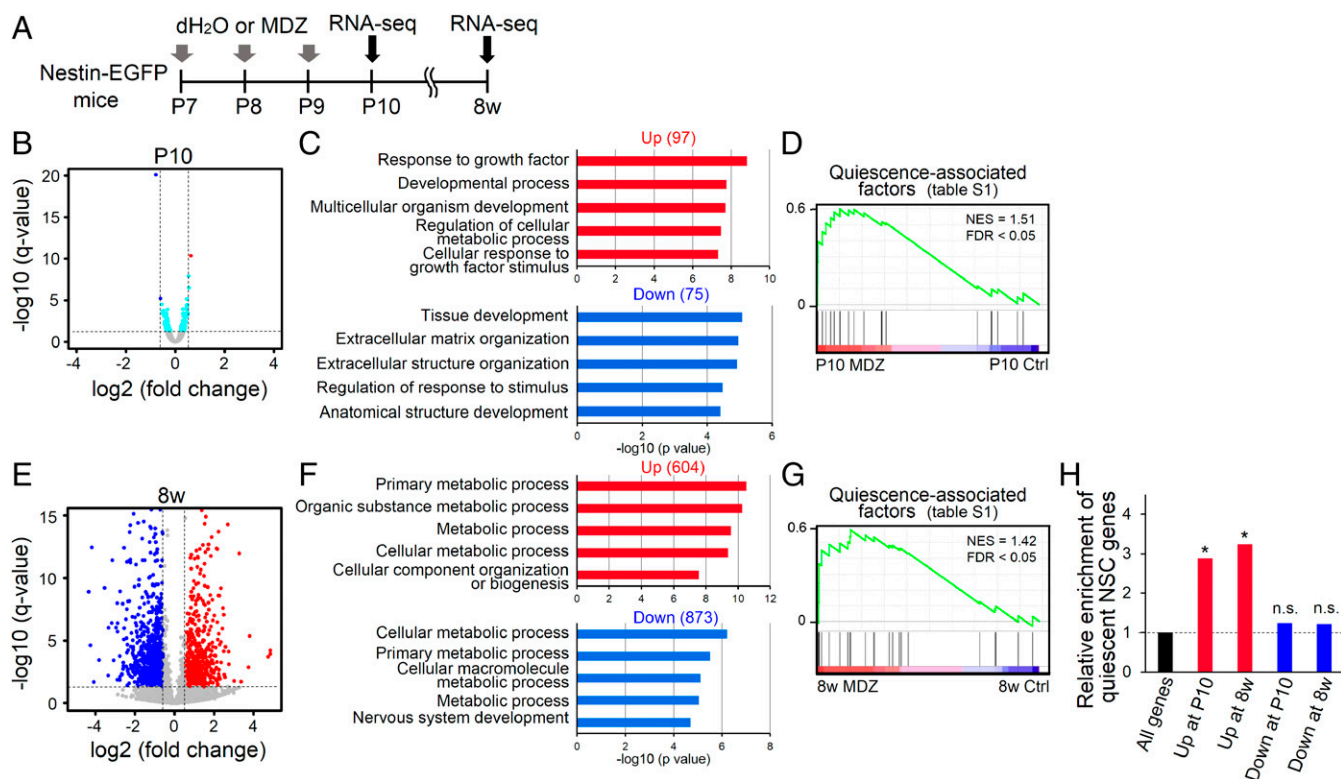 A
dH₂O or MDZ
RNA-seq
RNA-seq
Nestin-EGFP
mice
P7
P8
P9
P10
8w
B
P10
-log10 (q-value)
20
15
10
5
0
-4
-2
0
2
4
log2 (fold change)
C
Up (97)
Response to growth factor
Developmental process
Multicellular organism development
Regulation of cellular
metabolic process
Cellular response to
growth factor stimulus
0
2
4
6
8
10
Down (75)
Tissue development
Extracellular matrix organization
Extracellular structure organization
Regulation of response to stimulus
Anatomical structure development
0
2
4
6
-log10 (p value)
D
Quiescence-associated
factors (table S1)
0.6
NES = 1.51
FDR < 0.05
0
P10 MDZ
P10 Ctrl
E
8w
-log10 (q-value)
15
10
5
0
-4
-2
0
2
4
log2 (fold change)
F
Up (604)
Primary metabolic process
Organic substance metabolic process
Metabolic process
Cellular metabolic process
Cellular component organization
or biogenesis
0
2
4
6
8
10
12
Down (873)
Cellular metabolic process
Primary metabolic process
Cellular macromolecule
metabolic process
Metabolic process
Nervous system development
0
2
4
6
8
-log10 (p value)
G
Quiescence-associated
factors (table S1)
0.6
NES = 1.42
FDR < 0.05
0
8w MDZ
8w Ctrl
H
Relative enrichment of
quiescent NSC genes
4
3
2
1
0
*
*
n.s.
n.s.
All genes
Up at P10
Up at 8w
Down at P10
Down at 8w